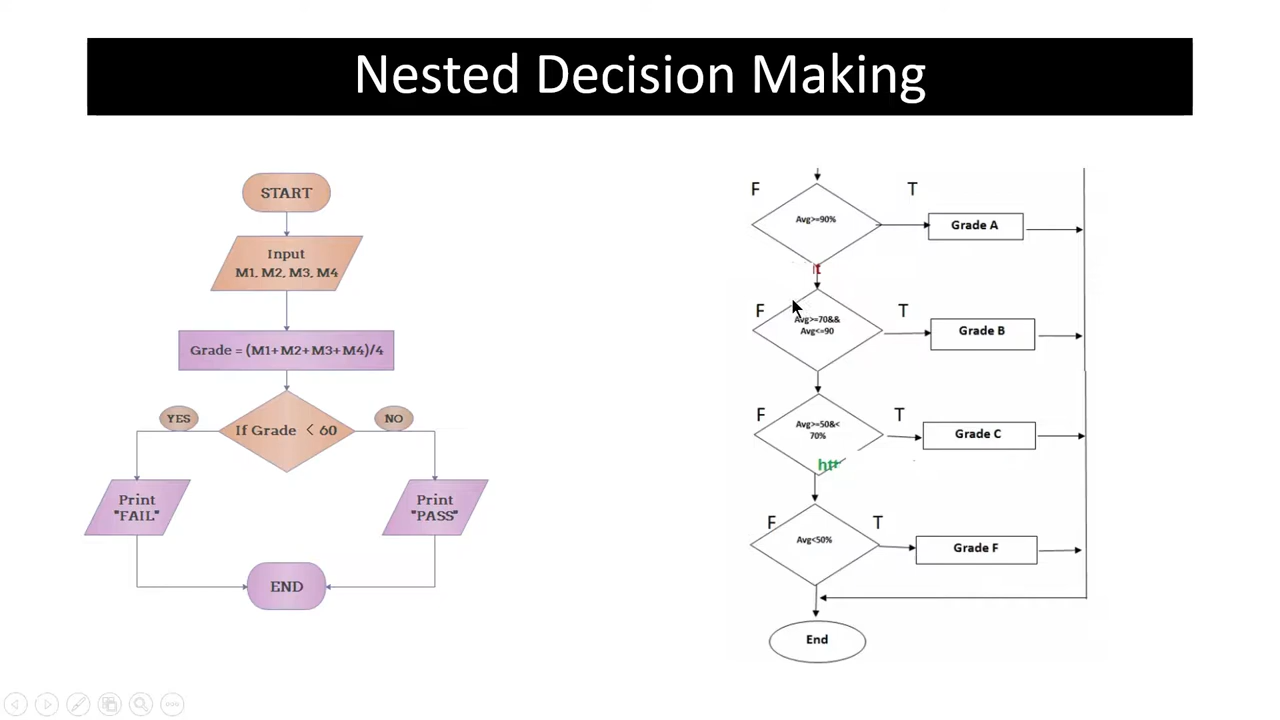 Nested Decision Making
START
Input
M1, M2, M3, M4
Grade = (M1+M2+M3+M4)/4
YES
NO
If Grade < 60
Print
"FAIL"
Print
"PASS"
END
F
T
Avg>=90%
Grade A
F
T
Avg>=70&&
Avg<=90
Grade B
F
T
Avg>=50&<
70%
Grade C
F
T
Avg<50%
Grade F
End